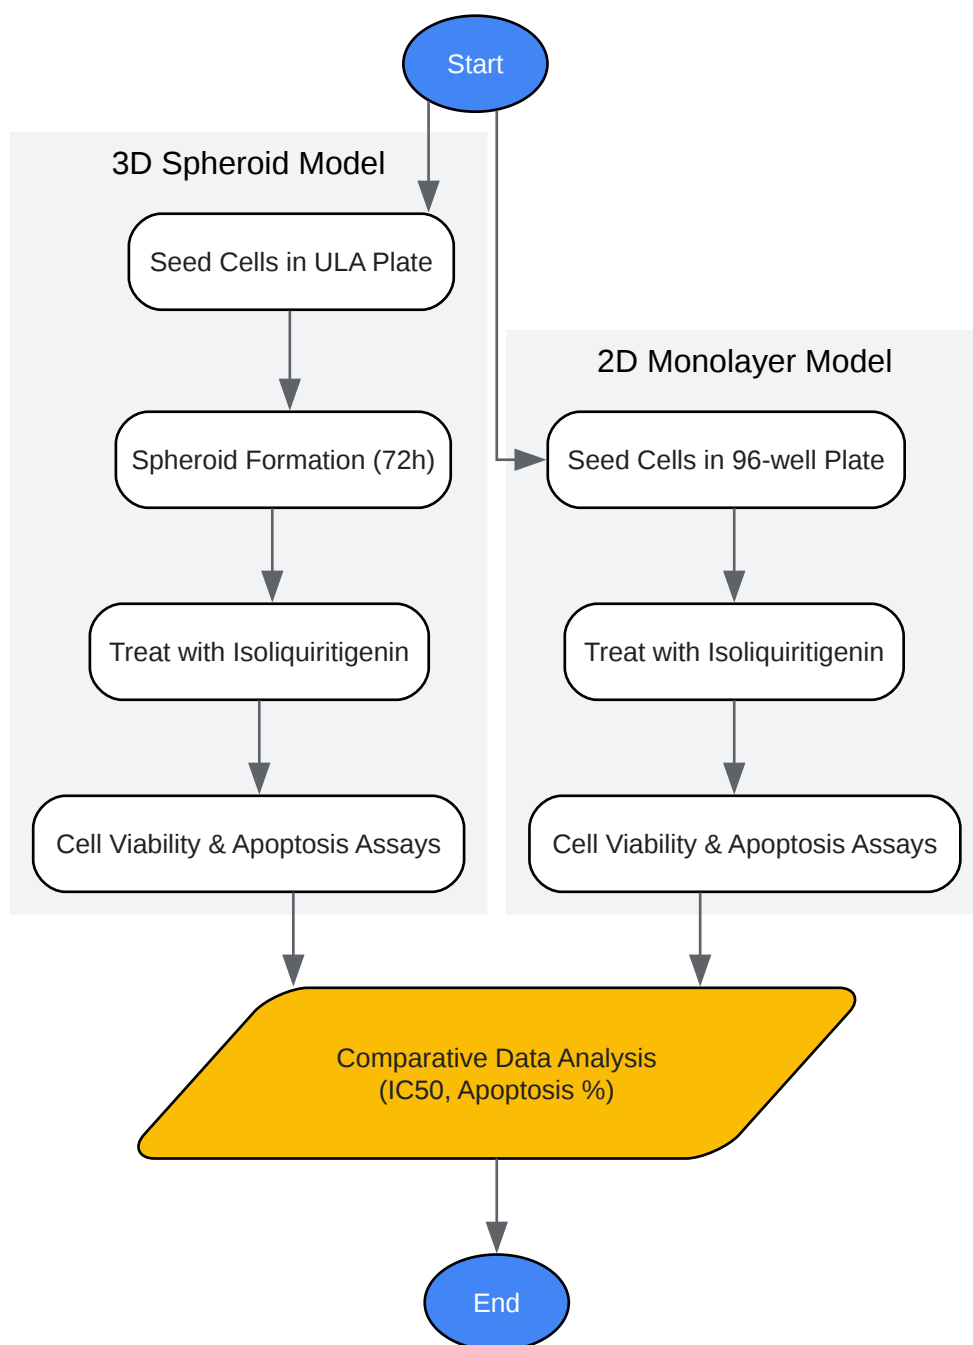 Start
3D Spheroid Model
Seed Cells in ULA Plate
Spheroid Formation (72h)
Treat with Isoliquiritigenin
Cell Viability & Apoptosis Assays
2D Monolayer Model
Seed Cells in 96-well Plate
Treat with Isoliquiritigenin
Cell Viability & Apoptosis Assays
Comparative Data Analysis
(IC50, Apoptosis %)
End